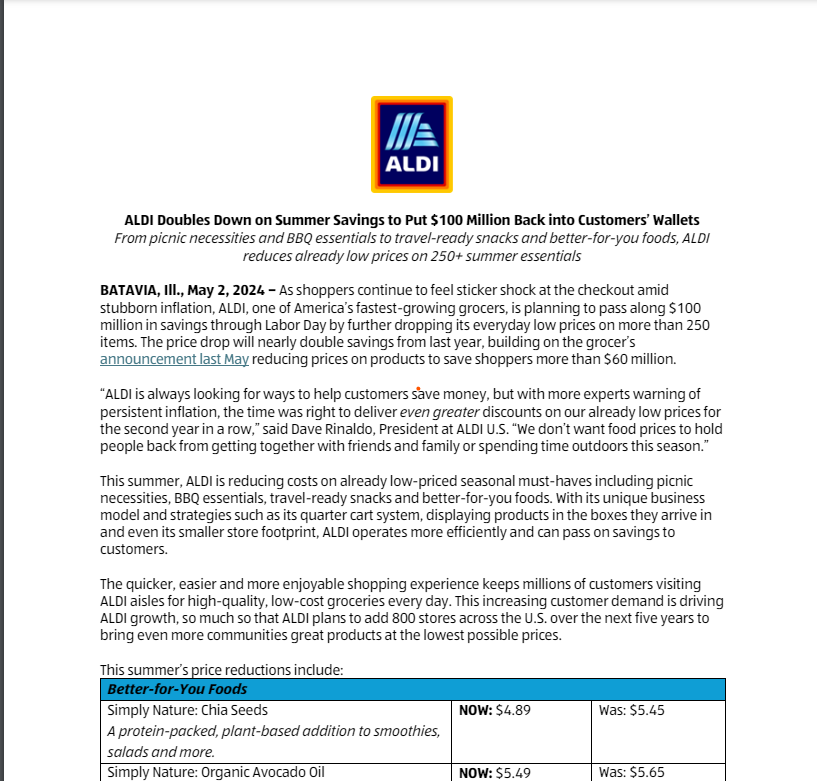 ALDI
ALDI Doubles Down on Summer Savings to Put $100 Million Back into Customers' Wallets
From picnic necessities and BBQ essentials to travel-ready snacks and better-for-you foods, ALDI
reduces already low prices on 250+ summer essentials
BATAVIA, Ill., May 2, 2024 – As shoppers continue to feel sticker shock at the checkout amid
stubborn inflation, ALDI, one of America's fastest-growing grocers, is planning to pass along $100
million in savings through Labor Day by further dropping its everyday low prices on more than 250
items. The price drop will nearly double savings from last year, building on the grocer's
announcement last May reducing prices on products to save shoppers more than $60 million.
"ALDI is always looking for ways to help customers save money, but with more experts warning of
persistent inflation, the time was right to deliver even greater discounts on our already low prices for
the second year in a row," said Dave Rinaldo, President at ALDI U.S. "We don't want food prices to hold
people back from getting together with friends and family or spending time outdoors this season."
This summer, ALDI is reducing costs on already low-priced seasonal must-haves including picnic
necessities, BBQ essentials, travel-ready snacks and better-for-you foods. With its unique business
model and strategies such as its quarter cart system, displaying products in the boxes they arrive in
and even its smaller store footprint, ALDI operates more efficiently and can pass on savings to
customers.
The quicker, easier and more enjoyable shopping experience keeps millions of customers visiting
ALDI aisles for high-quality, low-cost groceries every day. This increasing customer demand is driving
ALDI growth, so much so that ALDI plans to add 800 stores across the U.S. over the next five years to
bring even more communities great products at the lowest possible prices.
This summer's price reductions include:
Better-for-You Foods
Simply Nature: Chia Seeds NOW: $4.89 Was: $5.45
A protein-packed, plant-based addition to smoothies,
salads and more.
Simply Nature: Organic Avocado Oil NOW: $5.49 Was: $5.65